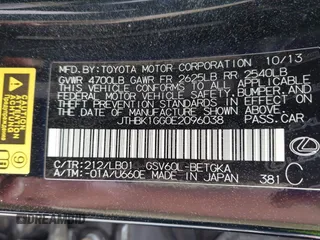 MFD. BY: TOYOTA MOTOR CORPORATION 10/13
GVWR 4700LB GAWR FR 2625LB RR 2540LB
THIS VEHICLE CONFORMS TO ALL APPLICABLE
FEDERAL MOTOR VEHICLE SAFETY, BUMPER,
AND THEFT PREVENTION STANDARDS IN EFFECT
ON THE DATE OF MANUFACTURE SHOWN ABOVE.
JTHBK1GG0E2096038 PASS. CAR
C/TR: 212/LB01 GSV60L-BETGKA
A/TM: -01A/U660E MADE IN JAPAN 381 C